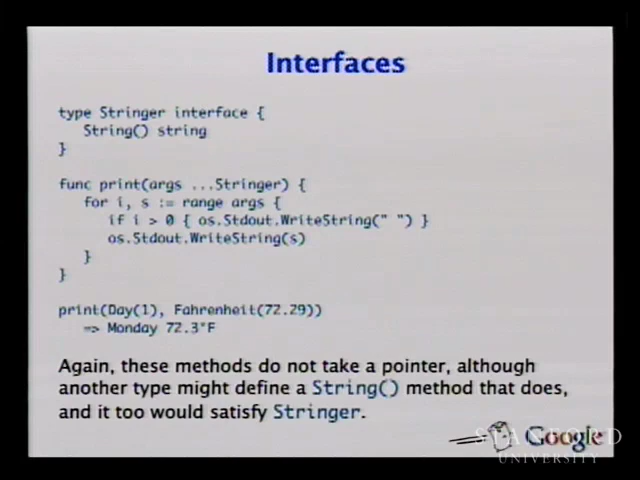 Interfaces
type Stringer interface {
String() string
}
func print(args ...Stringer) {
for i, s := range args {
if i > 0 { os.Stdout.WriteString(" ") }
os.Stdout.WriteString(s)
}
}
print(Day(1), Fahrenheit(72.29))
=> Monday 72.3°F
Again, these methods do not take a pointer, although
another type might define a String() method that does,
and it too would satisfy Stringer.
Google
STANFORD
UNIVERSITY